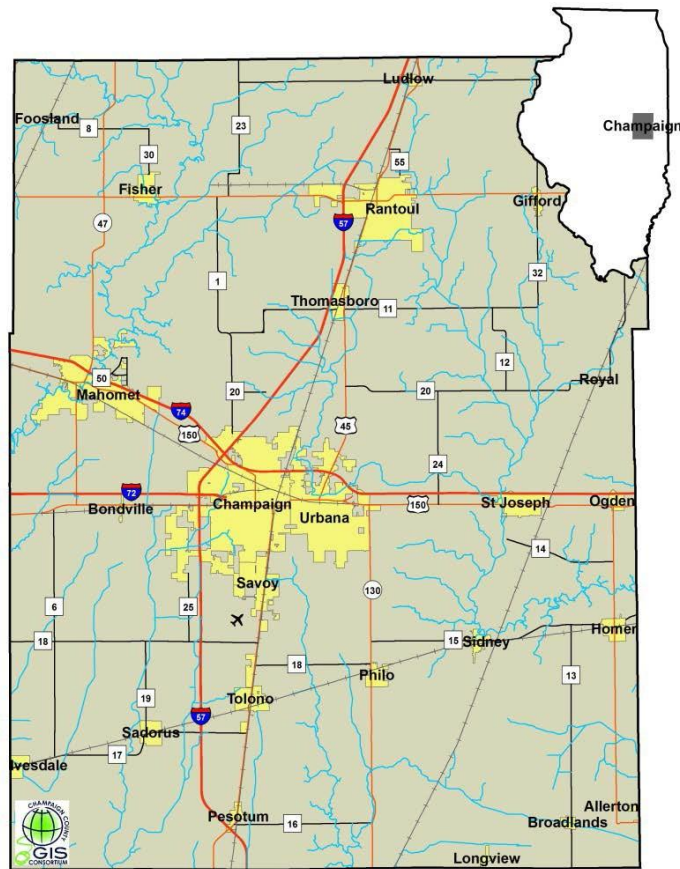 Ludlow
Champaign
Foosland
8
23
30
55
Fisher
Rantoul
Gifford
47
57
1
32
Thomasboro
11
12
50
Mahomet
20
20
Royal
74
150
45
24
72
Bondville
Champaign
150
St Joseph
Ogden
Urbana
14
Savoy
130
6
25
18
15
Sidney
Homer
18
Philo
13
19
Tolono
57
Sadorus
lvesdale
17
CHAMPAIGN COUNTY
GIS
CONSORTIUM
Pesotum
16
Allerton
Broadlands
Longview